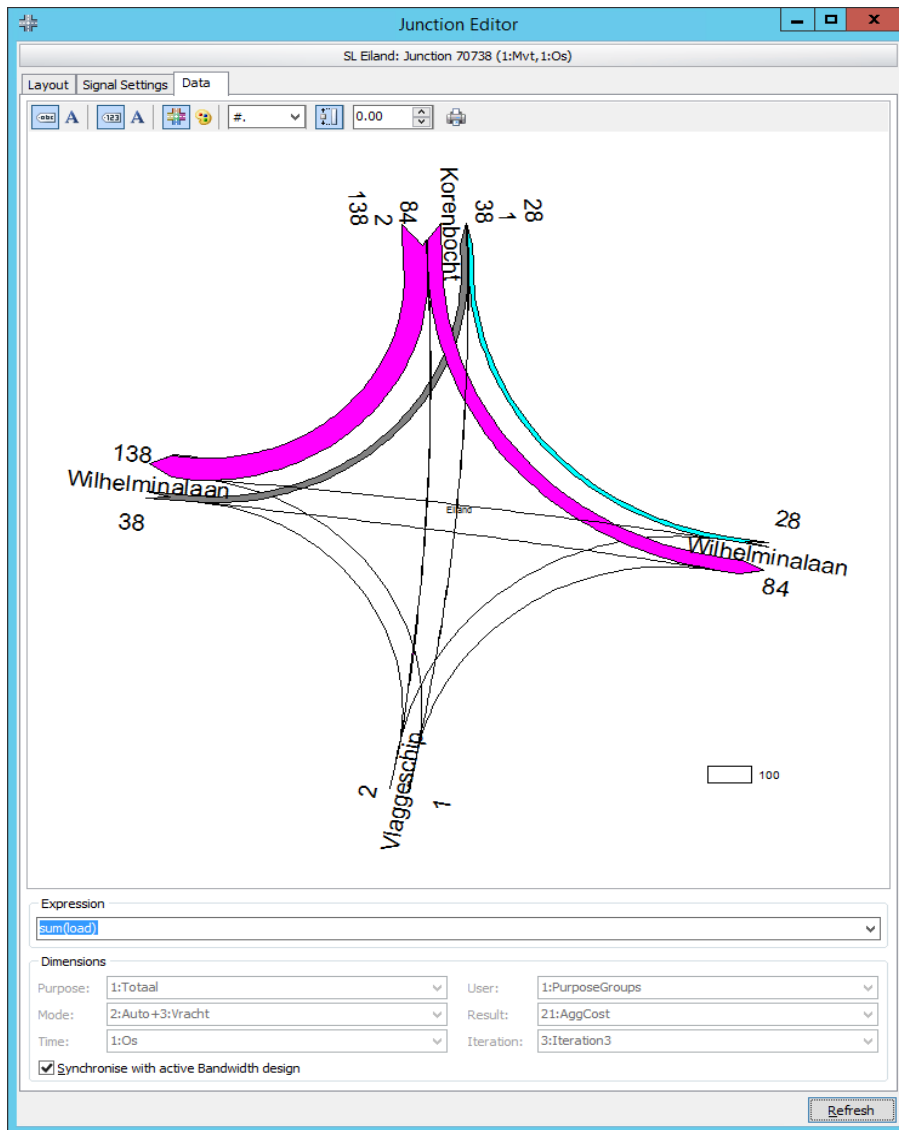 Junction Editor
SL Eiland: Junction 70738 (1:Mvt,1:Os)
Layout Signal Settings Data
abc A 123 A #. 0.00
138 2 84 Korenbocht 38 1 28
138
Wilhelminalaan
38
Eiland
28
Wilhelminalaan
84
2 Vlaggeschip 1
100
Expression
sum(load)
Dimensions
Purpose: 1:Totaal User: 1:PurposeGroups
Mode: 2:Auto+3:Vracht Result: 21:AggCost
Time: 1:Os Iteration: 3:Iteration3
Synchronise with active Bandwidth design
Refresh